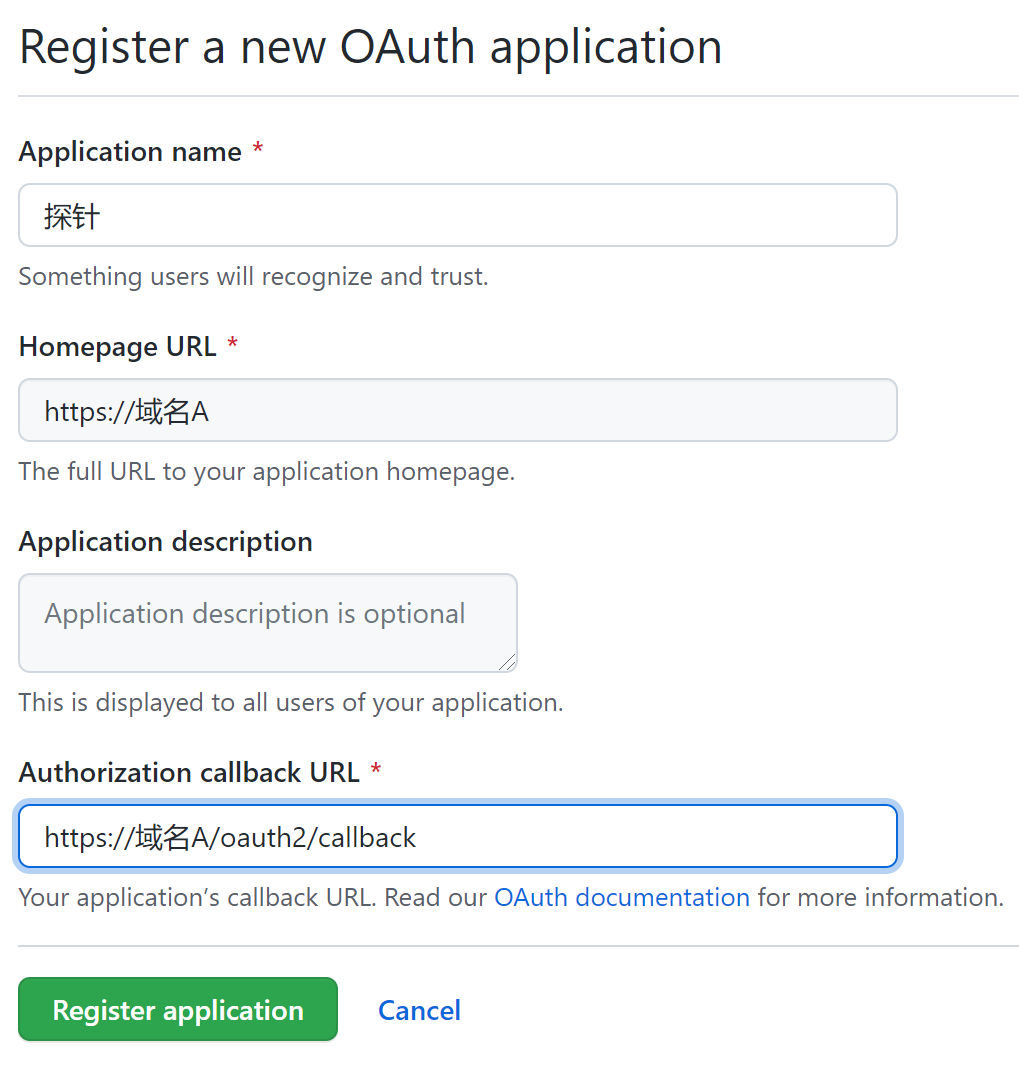 Register a new OAuth application
Application name *
探针
Something users will recognize and trust.
Homepage URL *
https://域名A
The full URL to your application homepage.
Application description
Application description is optional
This is displayed to all users of your application.
Authorization callback URL *
https://域名A/oauth2/callback
Your application’s callback URL. Read our OAuth documentation for more information.
Register application Cancel